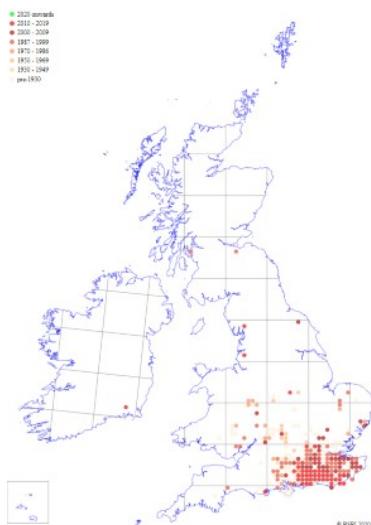 2020 onwards
2010 - 2019
2000 - 2009
1987 - 1999
1970 - 1986
1950 - 1969
1930 - 1949
pre-1930
© BSBI 2020